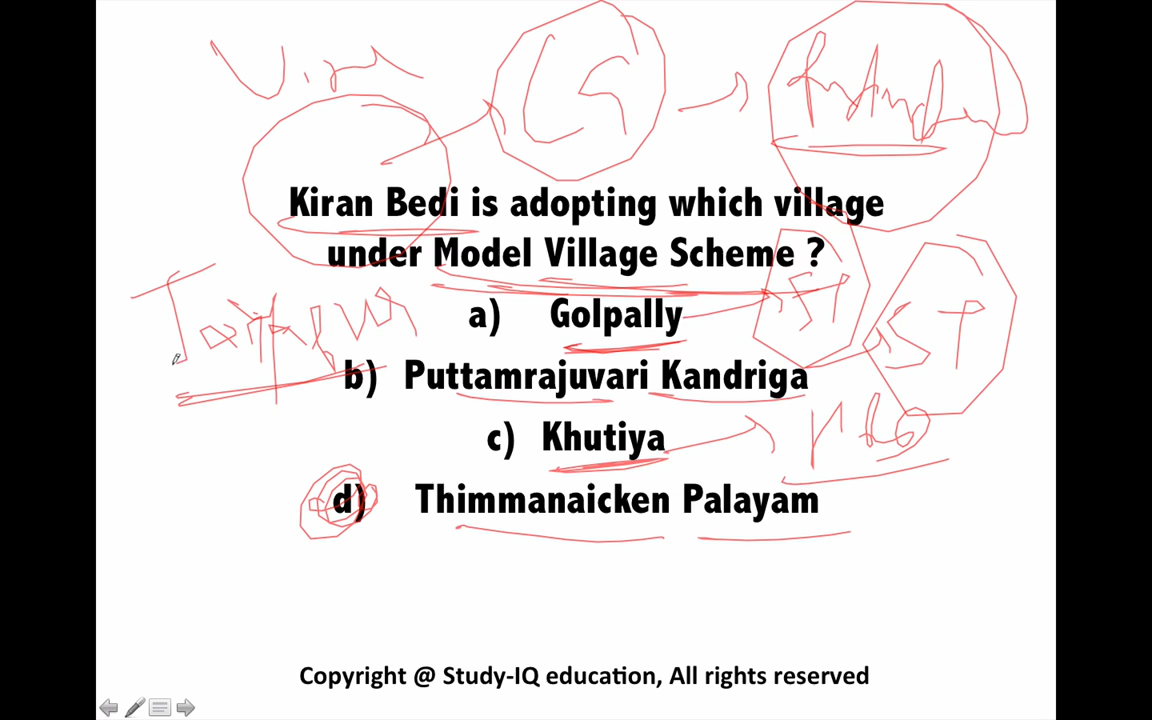 G
Kiran Bedi is adopting which village
under Model Village Scheme ?
a) Golpally
ST
b) Puttamrajuvari Kandriga
c) Khutiya
d) Thimmanaicken Palayam
Copyright @ Study-IQ education, All rights reserved